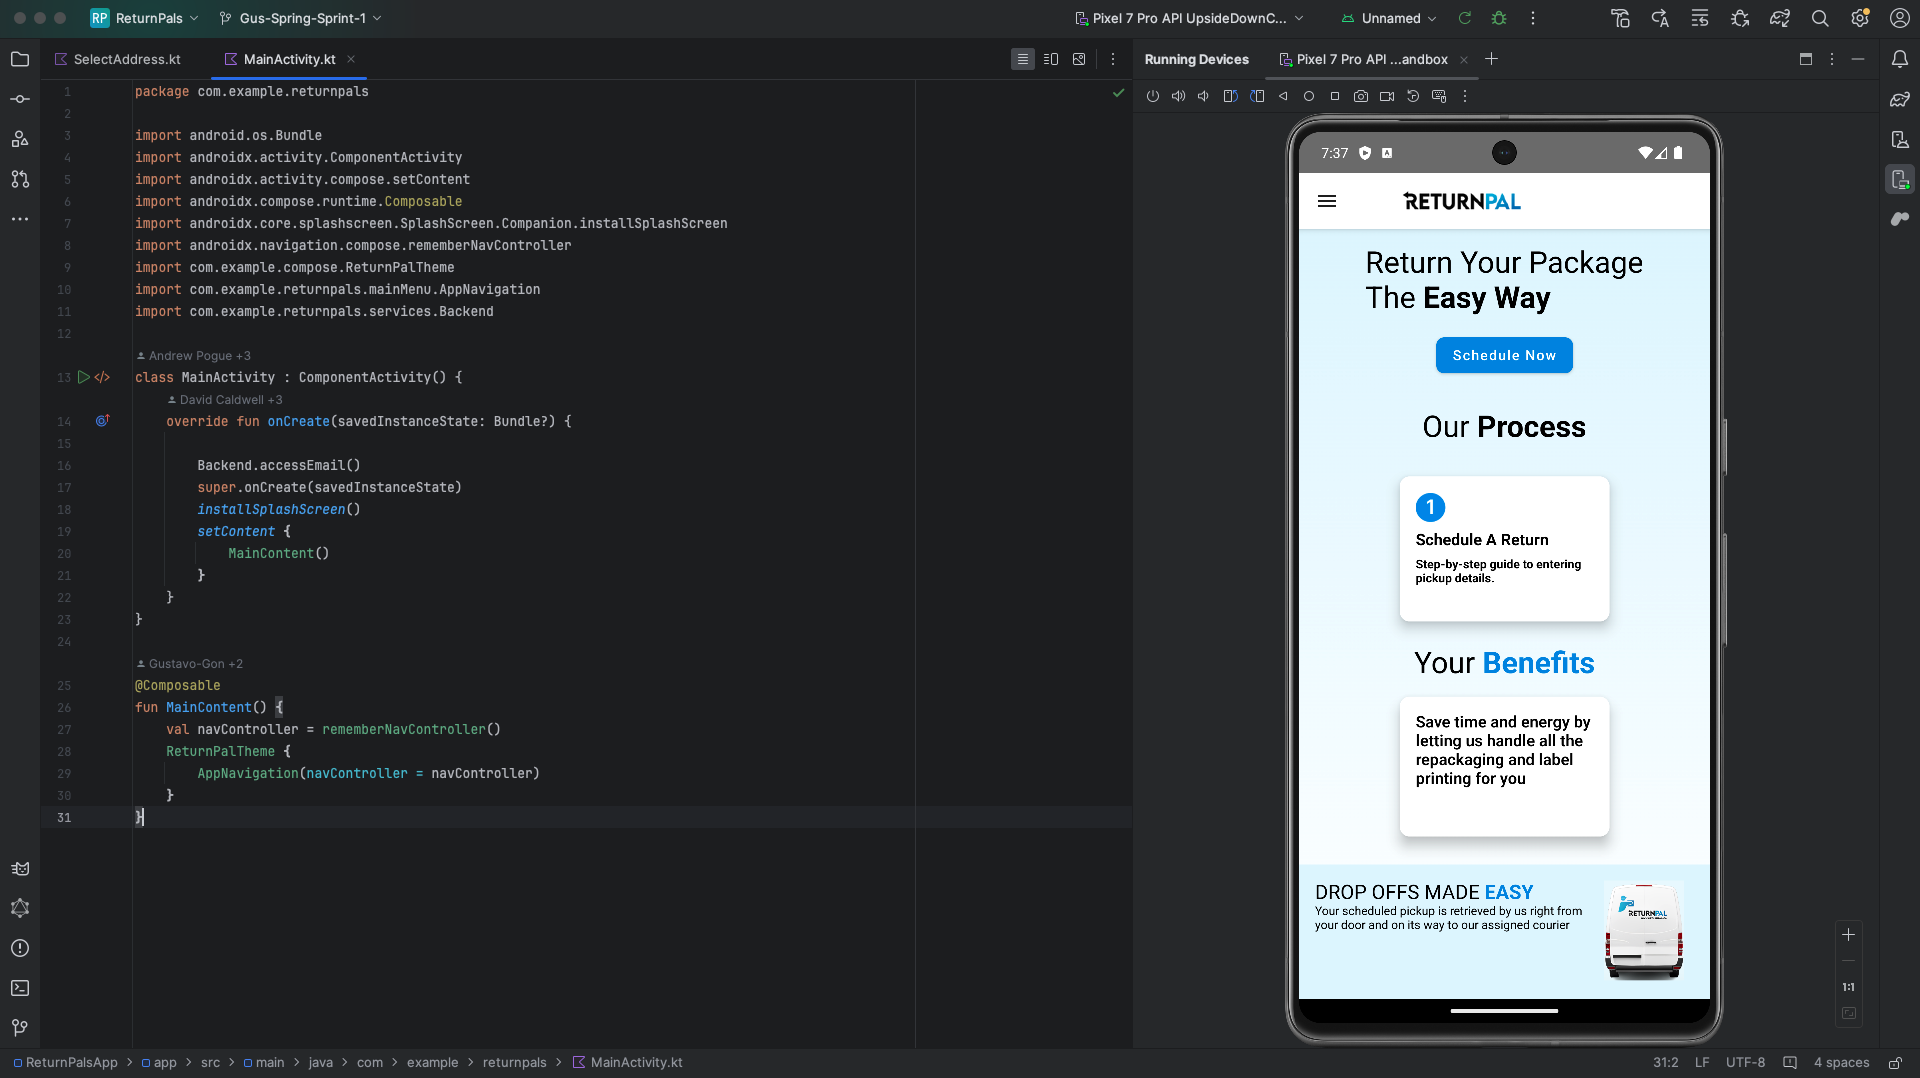 RP ReturnPals Gus-Spring-Sprint-1 Pixel 7 Pro API UpsideDownC... Unnamed
SelectAddress.kt MainActivity.kt
1 package com.example.returnpals
2
3 import android.os.Bundle
4 import androidx.activity.ComponentActivity
5 import androidx.activity.compose.setContent
6 import androidx.compose.runtime.Composable
7 import androidx.core.splashscreen.SplashScreen.Companion.installSplashScreen
8 import androidx.navigation.compose.rememberNavController
9 import com.example.compose.ReturnPalTheme
10 import com.example.returnpals.mainMenu.AppNavigation
11 import com.example.returnpals.services.Backend
12
Andrew Pogue +3
13 class MainActivity : ComponentActivity() {
David Caldwell +3
14 override fun onCreate(savedInstanceState: Bundle?) {
15
16 Backend.accessEmail()
17 super.onCreate(savedInstanceState)
18 installSplashScreen()
19 setContent {
20 MainContent()
21 }
22 }
23 }
24
Gustavo-Gon +2
25 @Composable
26 fun MainContent() {
27 val navController = rememberNavController()
28 ReturnPalTheme {
29 AppNavigation(navController = navController)
30 }
31 }
Running Devices Pixel 7 Pro API ...andbox
7:37
RETURNPAL
Return Your Package
The Easy Way
Schedule Now
Our Process
1
Schedule A Return
Step-by-step guide to entering
pickup details.
Your Benefits
Save time and energy by
letting us handle all the
repackaging and label
printing for you
DROP OFFS MADE EASY
Your scheduled pickup is retrieved by us right from
your door and on its way to our assigned courier
RETURNPAL
1:1
ReturnPalsApp > app > src > main > java > com > example > returnpals > MainActivity.kt
31:2 LF UTF-8 4 spaces